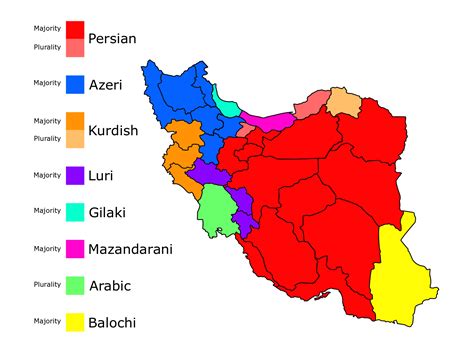 Majority
Persian
Plurality
Majority
Azeri
Majority
Kurdish
Plurality
Majority
Luri
Majority
Gilaki
Majority
Mazandarani
Plurality
Arabic
Majority
Balochi